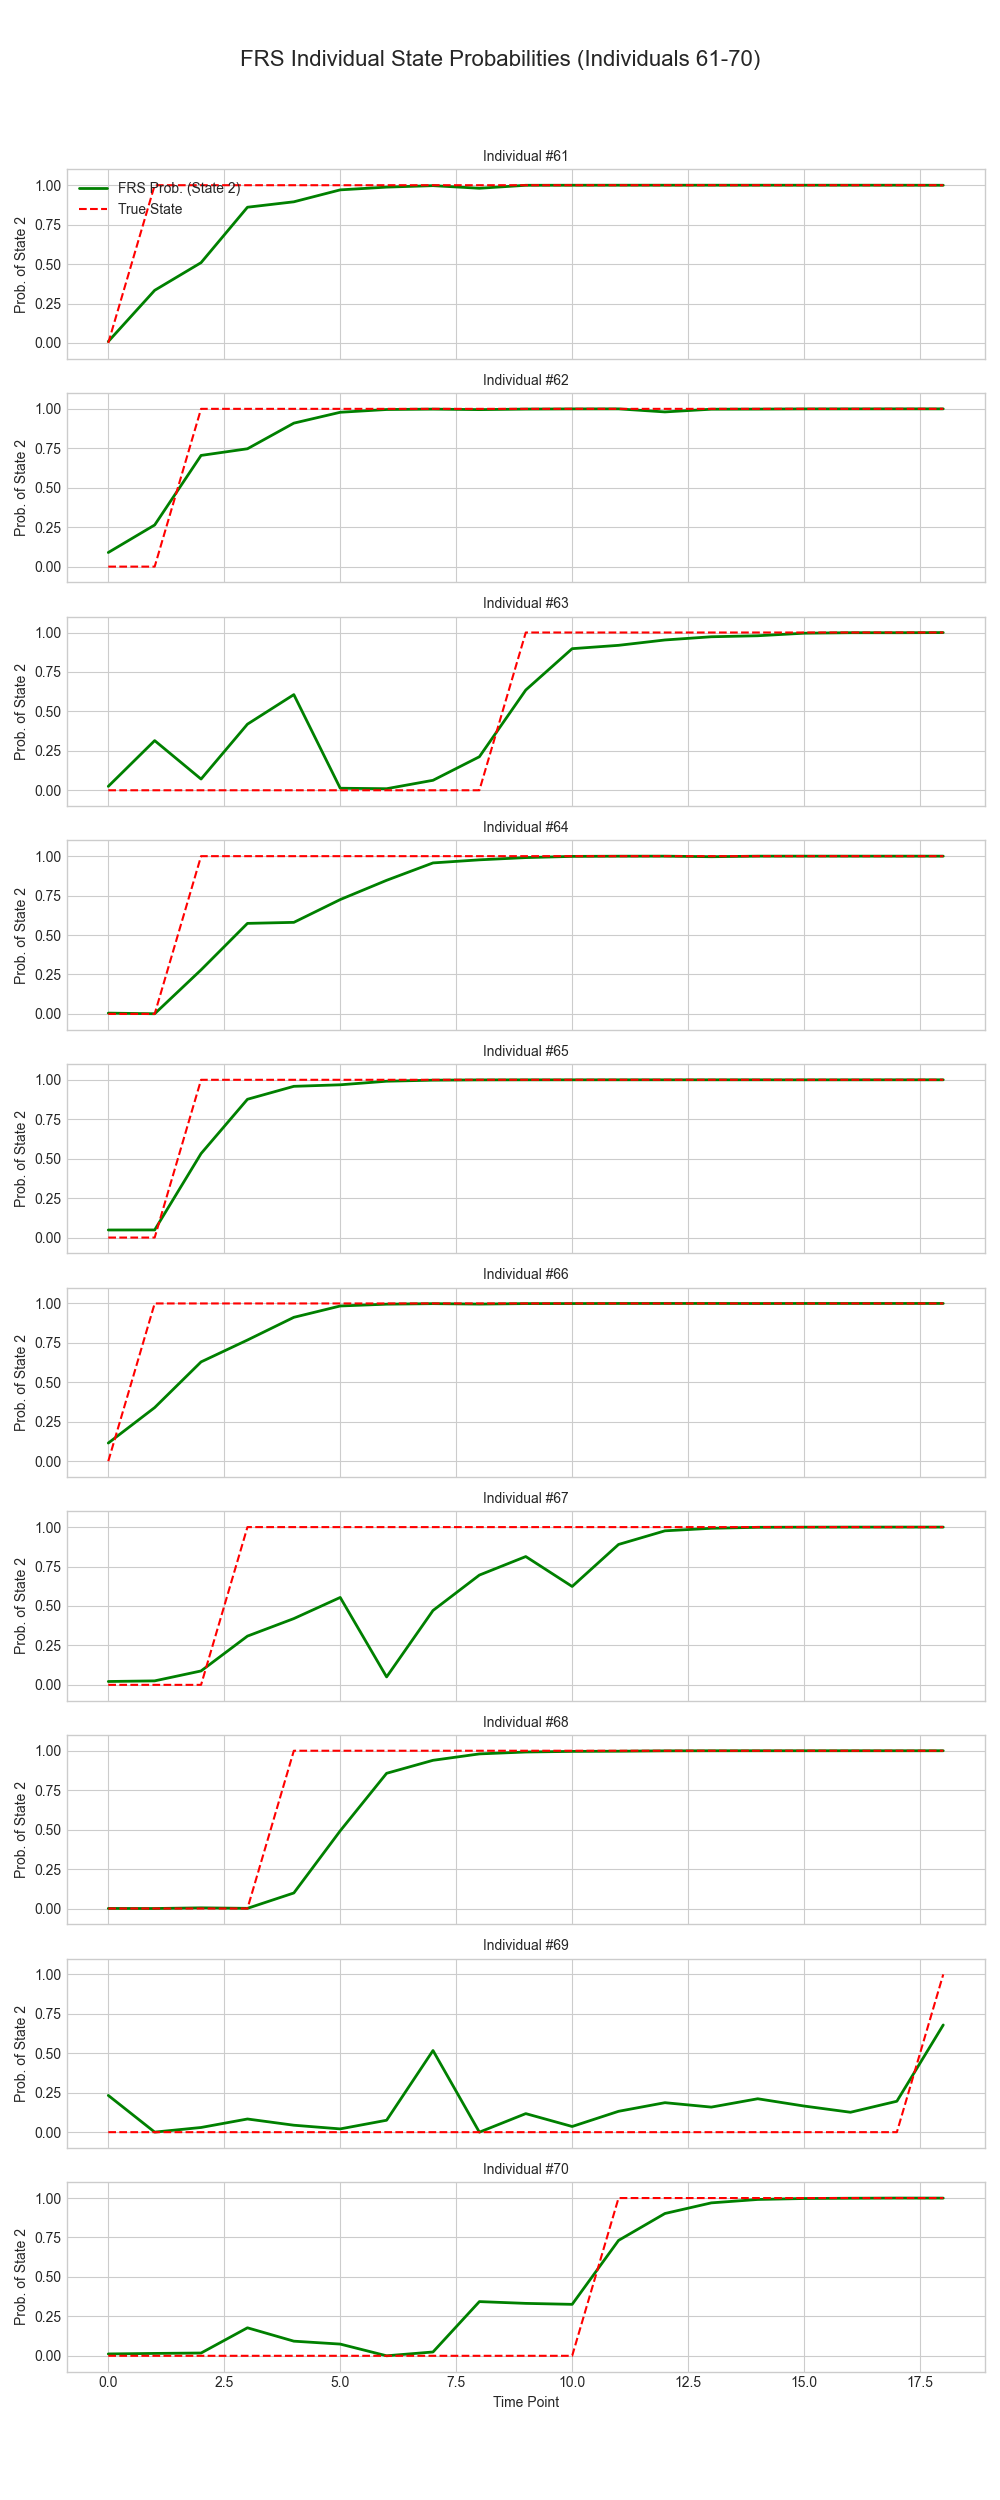 FRS Individual State Probabilities (Individuals 61-70)
Individual #61
FRS Prob. (State 2)
True State
Prob. of State 2
1.00
0.75
0.50
0.25
0.00
Individual #62
Prob. of State 2
1.00
0.75
0.50
0.25
0.00
Individual #63
Prob. of State 2
1.00
0.75
0.50
0.25
0.00
Individual #64
Prob. of State 2
1.00
0.75
0.50
0.25
0.00
Individual #65
Prob. of State 2
1.00
0.75
0.50
0.25
0.00
Individual #66
Prob. of State 2
1.00
0.75
0.50
0.25
0.00
Individual #67
Prob. of State 2
1.00
0.75
0.50
0.25
0.00
Individual #68
Prob. of State 2
1.00
0.75
0.50
0.25
0.00
Individual #69
Prob. of State 2
1.00
0.75
0.50
0.25
0.00
Individual #70
Prob. of State 2
1.00
0.75
0.50
0.25
0.00
0.0 2.5 5.0 7.5 10.0 12.5 15.0 17.5
Time Point